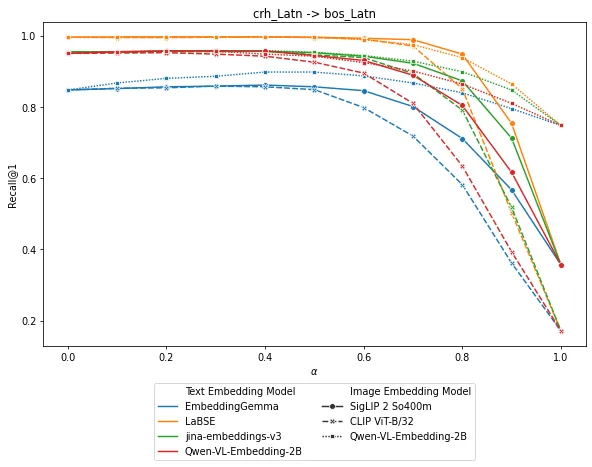 crh_Latn -> bos_Latn
Recall@1
1.0
0.8
0.6
0.4
0.2
0.0 0.2 0.4 0.6 0.8 1.0
α
Text Embedding Model
EmbeddingGemma
LaBSE
jina-embeddings-v3
Qwen-VL-Embedding-2B
Image Embedding Model
SigLIP 2 So400m
CLIP ViT-B/32
Qwen-VL-Embedding-2B